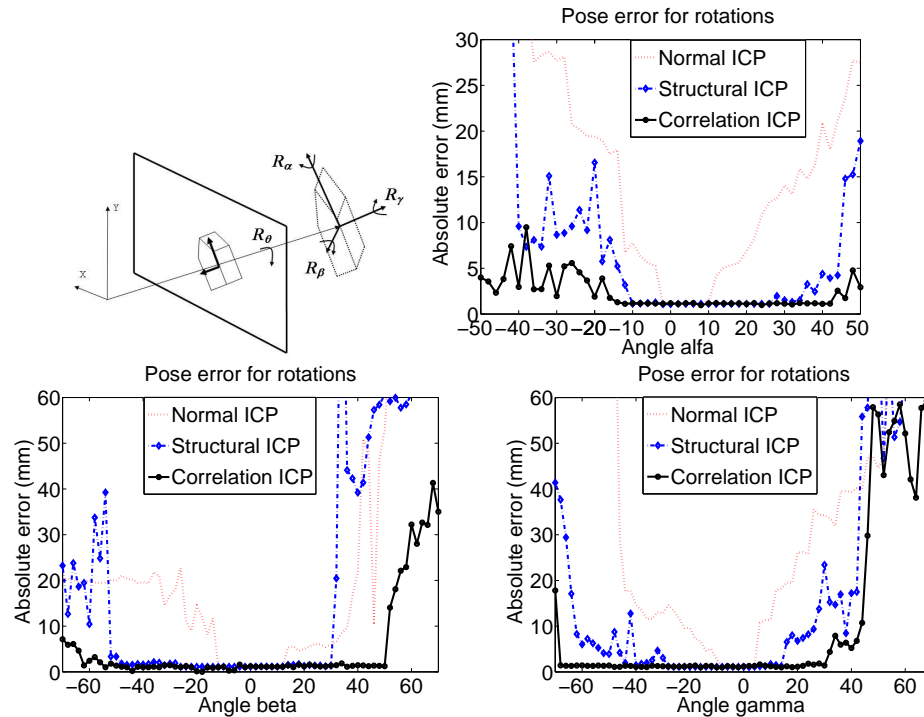 Y
X
Rα
Rγ
Rθ
Rβ
Pose error for rotations
Absolute error (mm)
30
25
20
15
10
5
0
Normal ICP
Structural ICP
Correlation ICP
−50 −40 −30 −20 −10 0 10 20 30 40 50
Angle alfa
Pose error for rotations
Absolute error (mm)
60
50
40
30
20
10
0
Normal ICP
Structural ICP
Correlation ICP
−60 −40 −20 0 20 40 60
Angle beta
Pose error for rotations
Absolute error (mm)
60
50
40
30
20
10
0
Normal ICP
Structural ICP
Correlation ICP
−60 −40 −20 0 20 40 60
Angle gamma